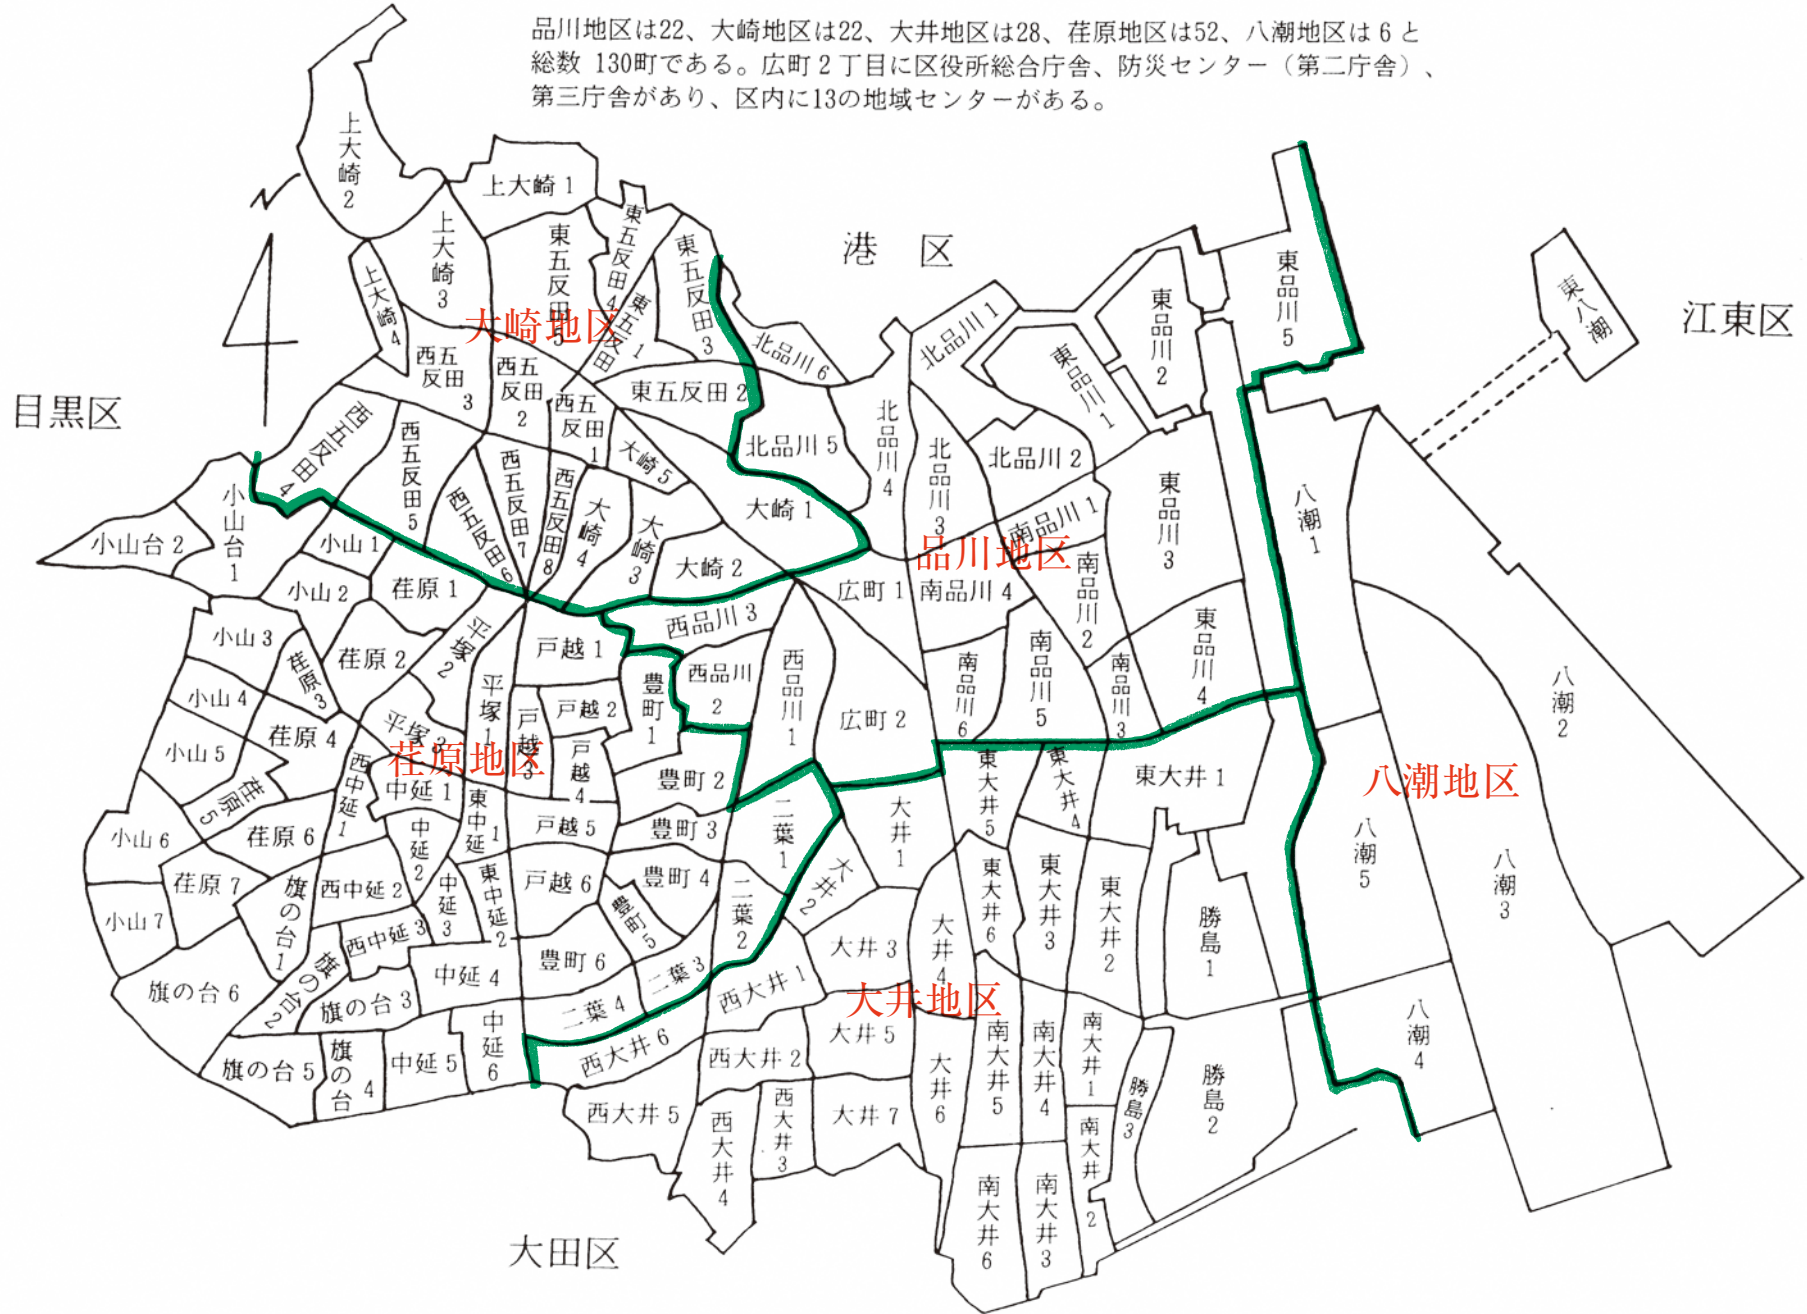 品川地区は22、大崎地区は22、大井地区は28、荏原地区は52、八潮地区は6と
総数 130町である。広町2丁目に区役所総合庁舎、防災センター（第二庁舎）、
第三庁舎があり、区内に13の地域センターがある。
上大崎2
上大崎1
上大崎3
上大崎4
東五反田5
東五反田4
東五反田1
東五反田3
東五反田2
港 区
江東区
目黒区
大田区
大崎地区
品川地区
荏原地区
大井地区
八潮地区
西五反田3
西五反田2
西五反田1
西五反田4
西五反田5
西五反田6
西五反田7
西五反田8
大崎5
大崎4
大崎3
大崎2
大崎1
北品川6
北品川5
北品川4
北品川3
北品川2
北品川1
東品川1
東品川2
東品川5
東品川3
東品川4
東八潮
南品川1
南品川2
南品川4
南品川5
南品川6
南品川3
広町1
広町2
西品川3
西品川2
西品川1
八潮1
八潮2
八潮3
八潮5
八潮4
小山台2
小山台1
小山1
小山2
小山3
小山4
小山5
小山6
小山7
荏原1
荏原2
荏原3
荏原4
荏原5
荏原6
荏原7
平塚2
平塚1
平塚3
戸越1
戸越2
戸越3
戸越4
戸越5
戸越6
豊町1
豊町2
豊町3
豊町4
豊町5
豊町6
二葉1
二葉2
二葉3
二葉4
西中延1
西中延2
西中延3
中延1
中延2
中延3
中延4
中延5
中延6
東中延1
東中延2
旗の台1
旗の台2
旗の台3
旗の台4
旗の台5
旗の台6
大井1
大井2
大井3
大井4
大井5
大井6
大井7
西大井1
西大井2
西大井3
西大井4
西大井5
西大井6
東大井5
東大井4
東大井1
東大井6
東大井3
東大井2
勝島1
勝島2
勝島3
南大井5
南大井4
南大井1
南大井2
南大井6
南大井3